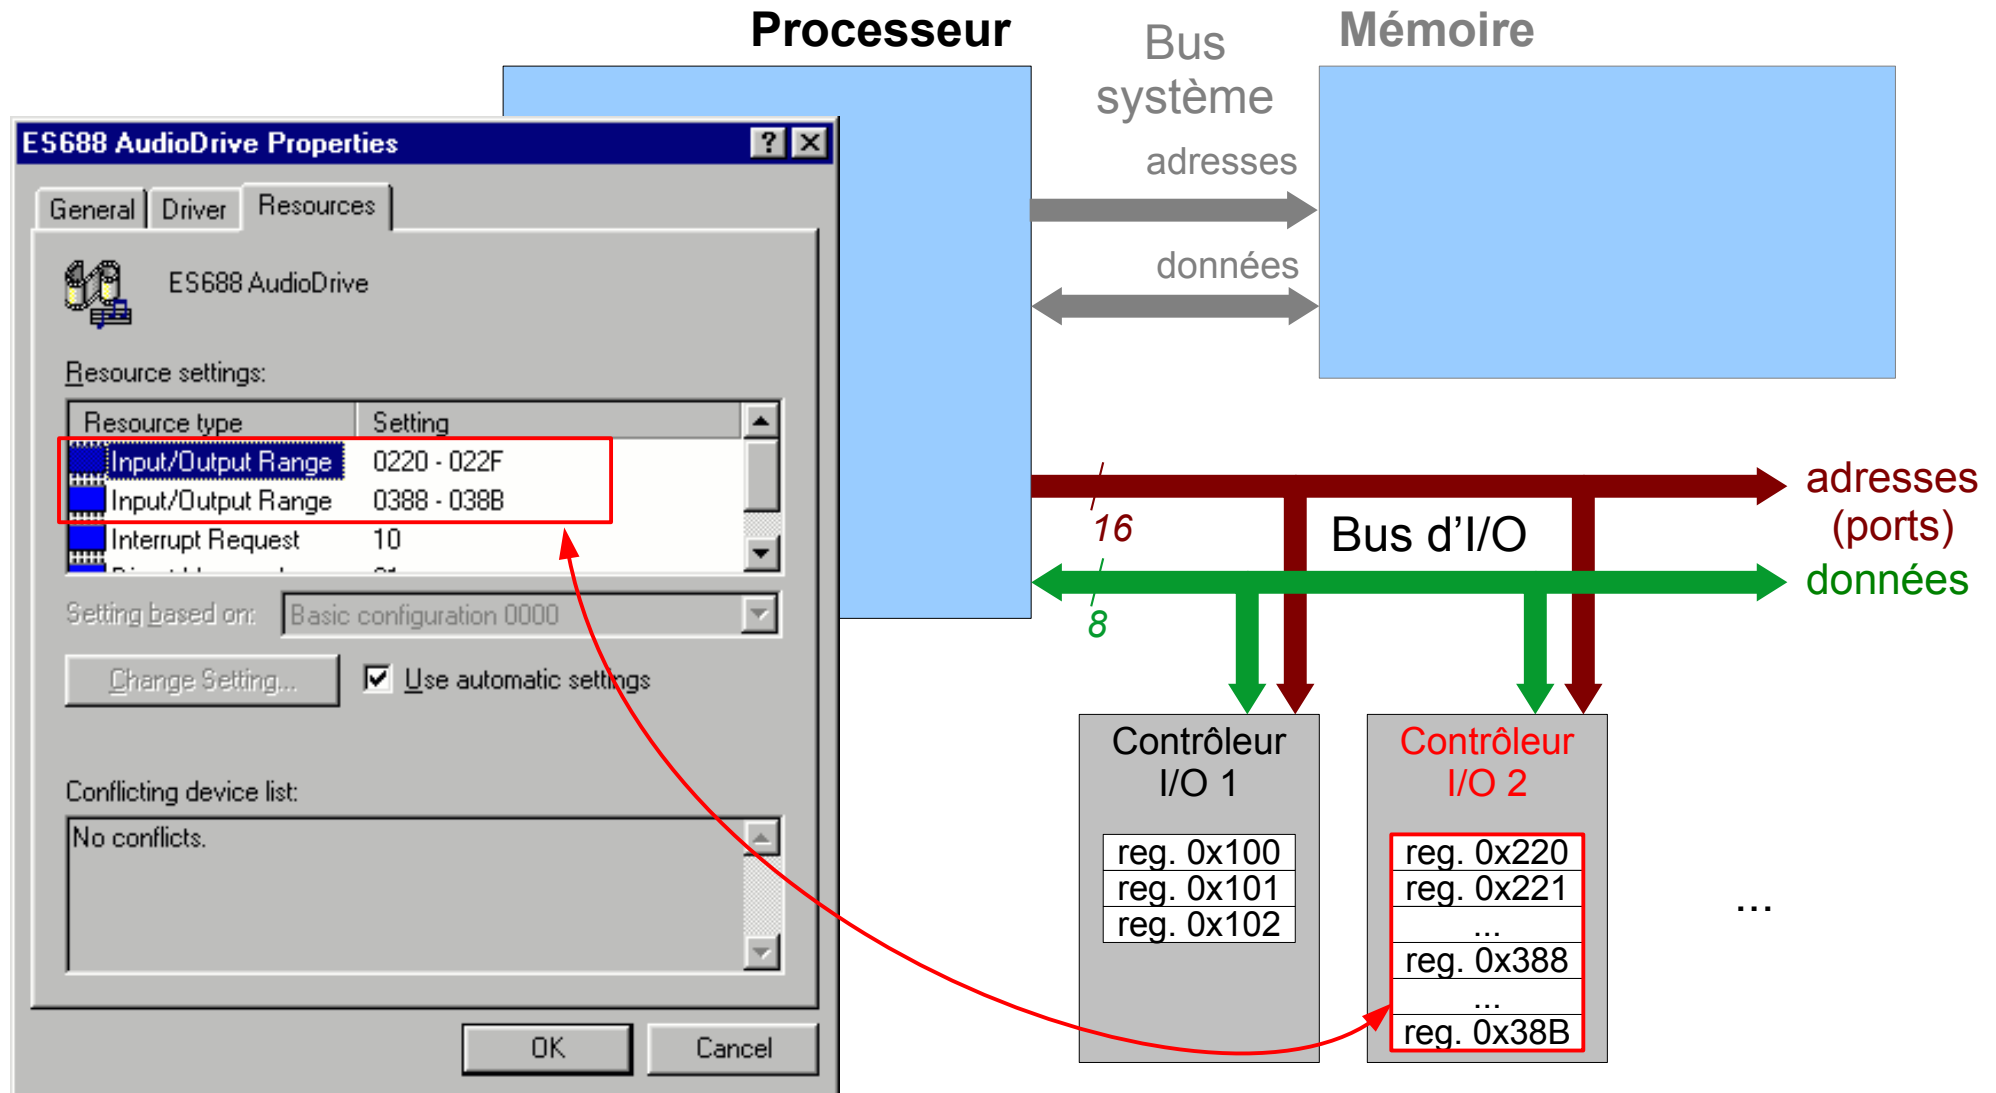 Processeur
Bus
système
Mémoire
adresses
données
ES688 AudioDrive Properties
General
Driver
Resources
ES688 AudioDrive
Resource settings:
Resource type Setting
Input/Output Range 0220 - 022F
Input/Output Range 0388 - 038B
Interrupt Request 10
Setting based on: Basic configuration 0000
Change Setting...
Use automatic settings
Conflicting device list:
No conflicts.
OK
Cancel
16
Bus d’I/O
8
adresses
(ports)
données
Contrôleur
I/O 1
reg. 0x100
reg. 0x101
reg. 0x102
Contrôleur
I/O 2
reg. 0x220
reg. 0x221
...
reg. 0x388
...
reg. 0x38B
...